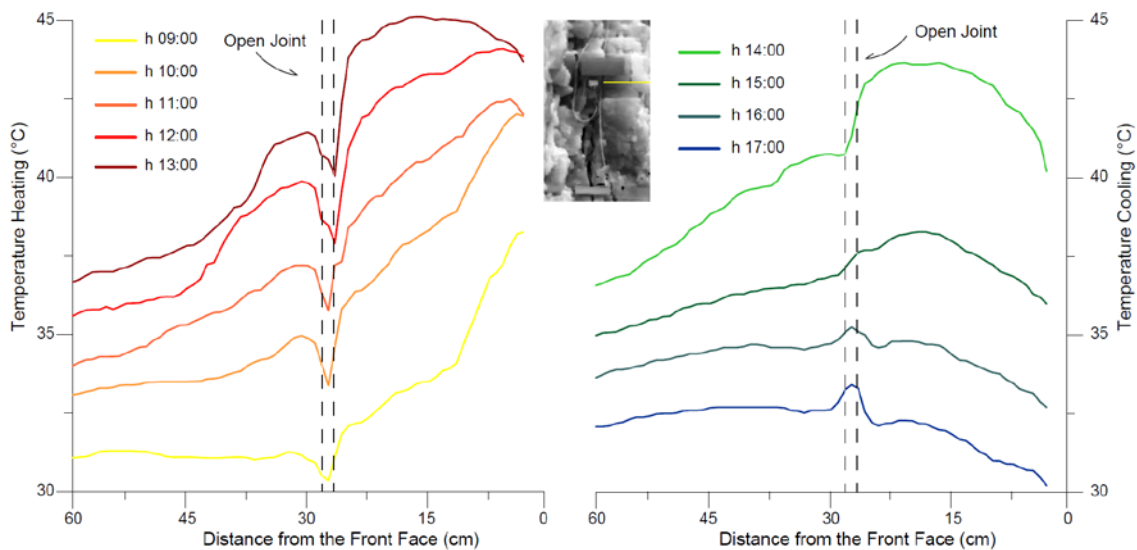 45
40
35
30
Temperature Heating (°C)
h 09:00
h 10:00
h 11:00
h 12:00
h 13:00
Open Joint
60
45
30
15
0
Distance from the Front Face (cm)
h 14:00
h 15:00
h 16:00
h 17:00
Open Joint
45
40
35
30
Temperature Cooling (°C)
60
45
30
15
0
Distance from the Front Face (cm)